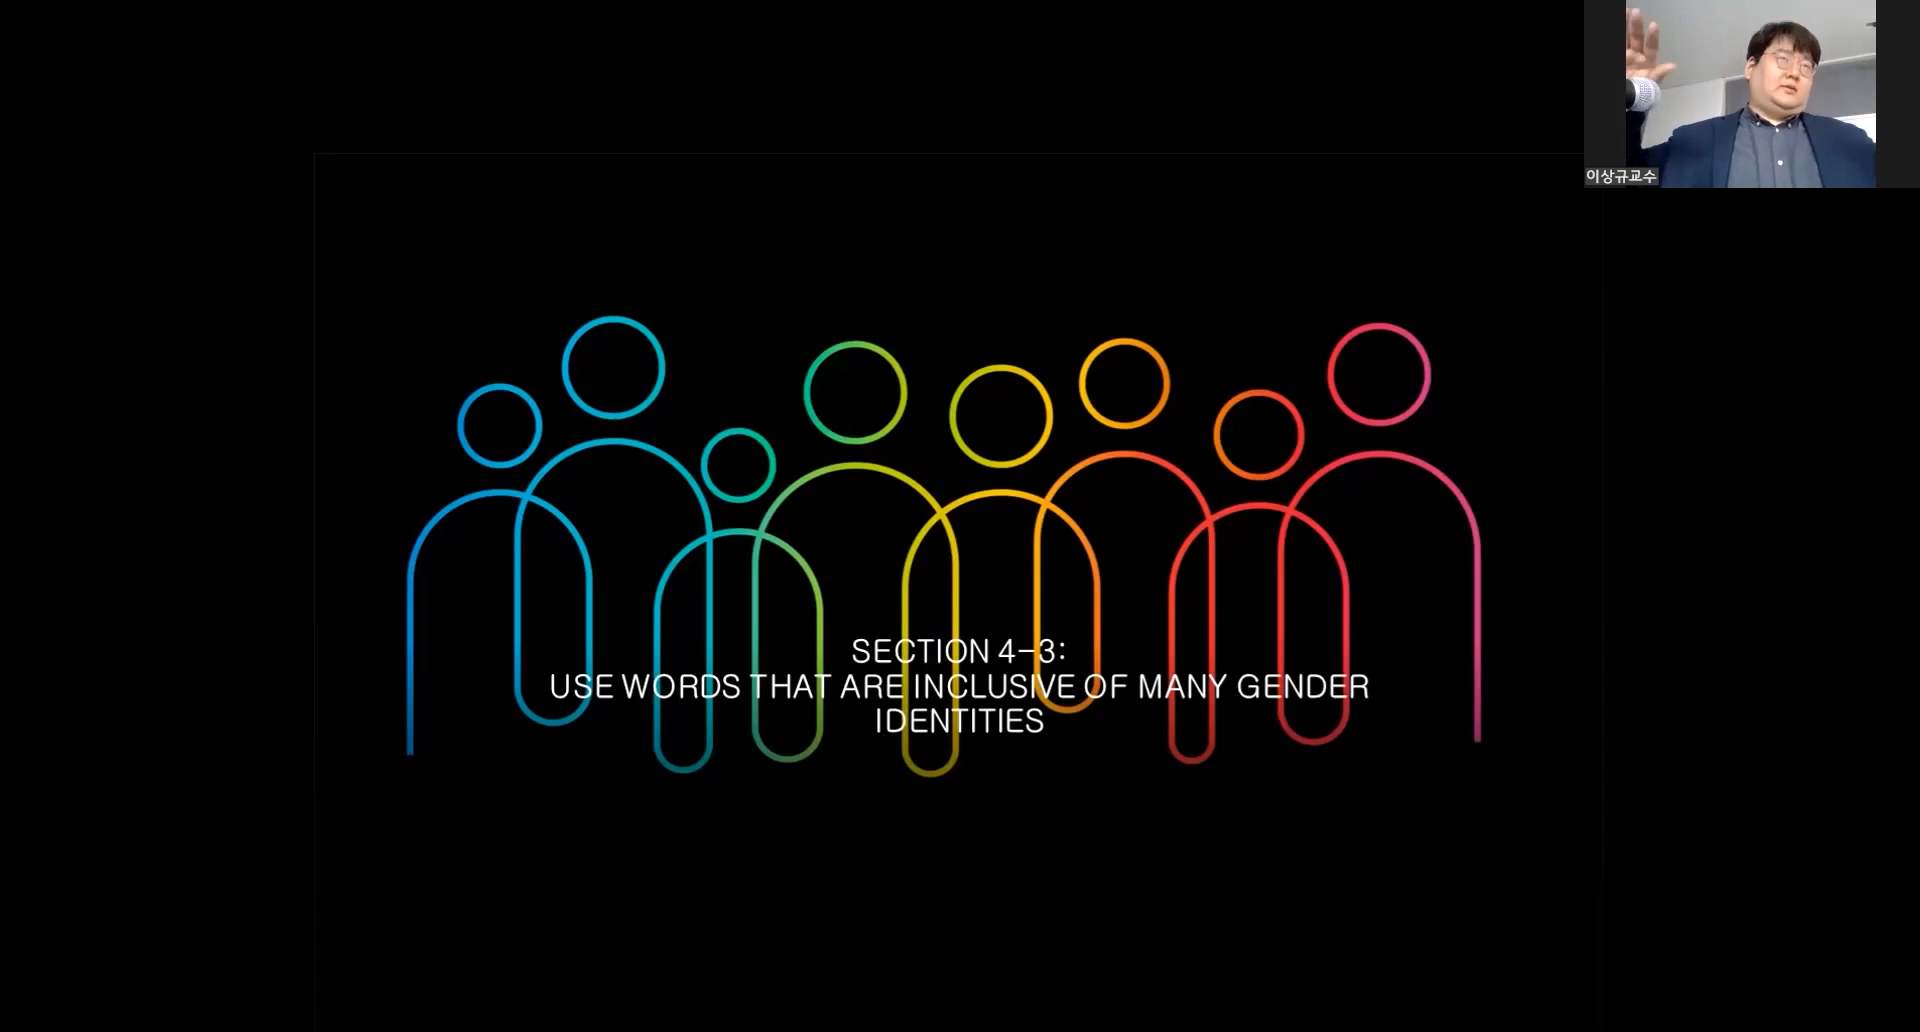 이상규교수
SECTION 4-3:
USE WORDS THAT ARE INCLUSIVE OF MANY GENDER
IDENTITIES